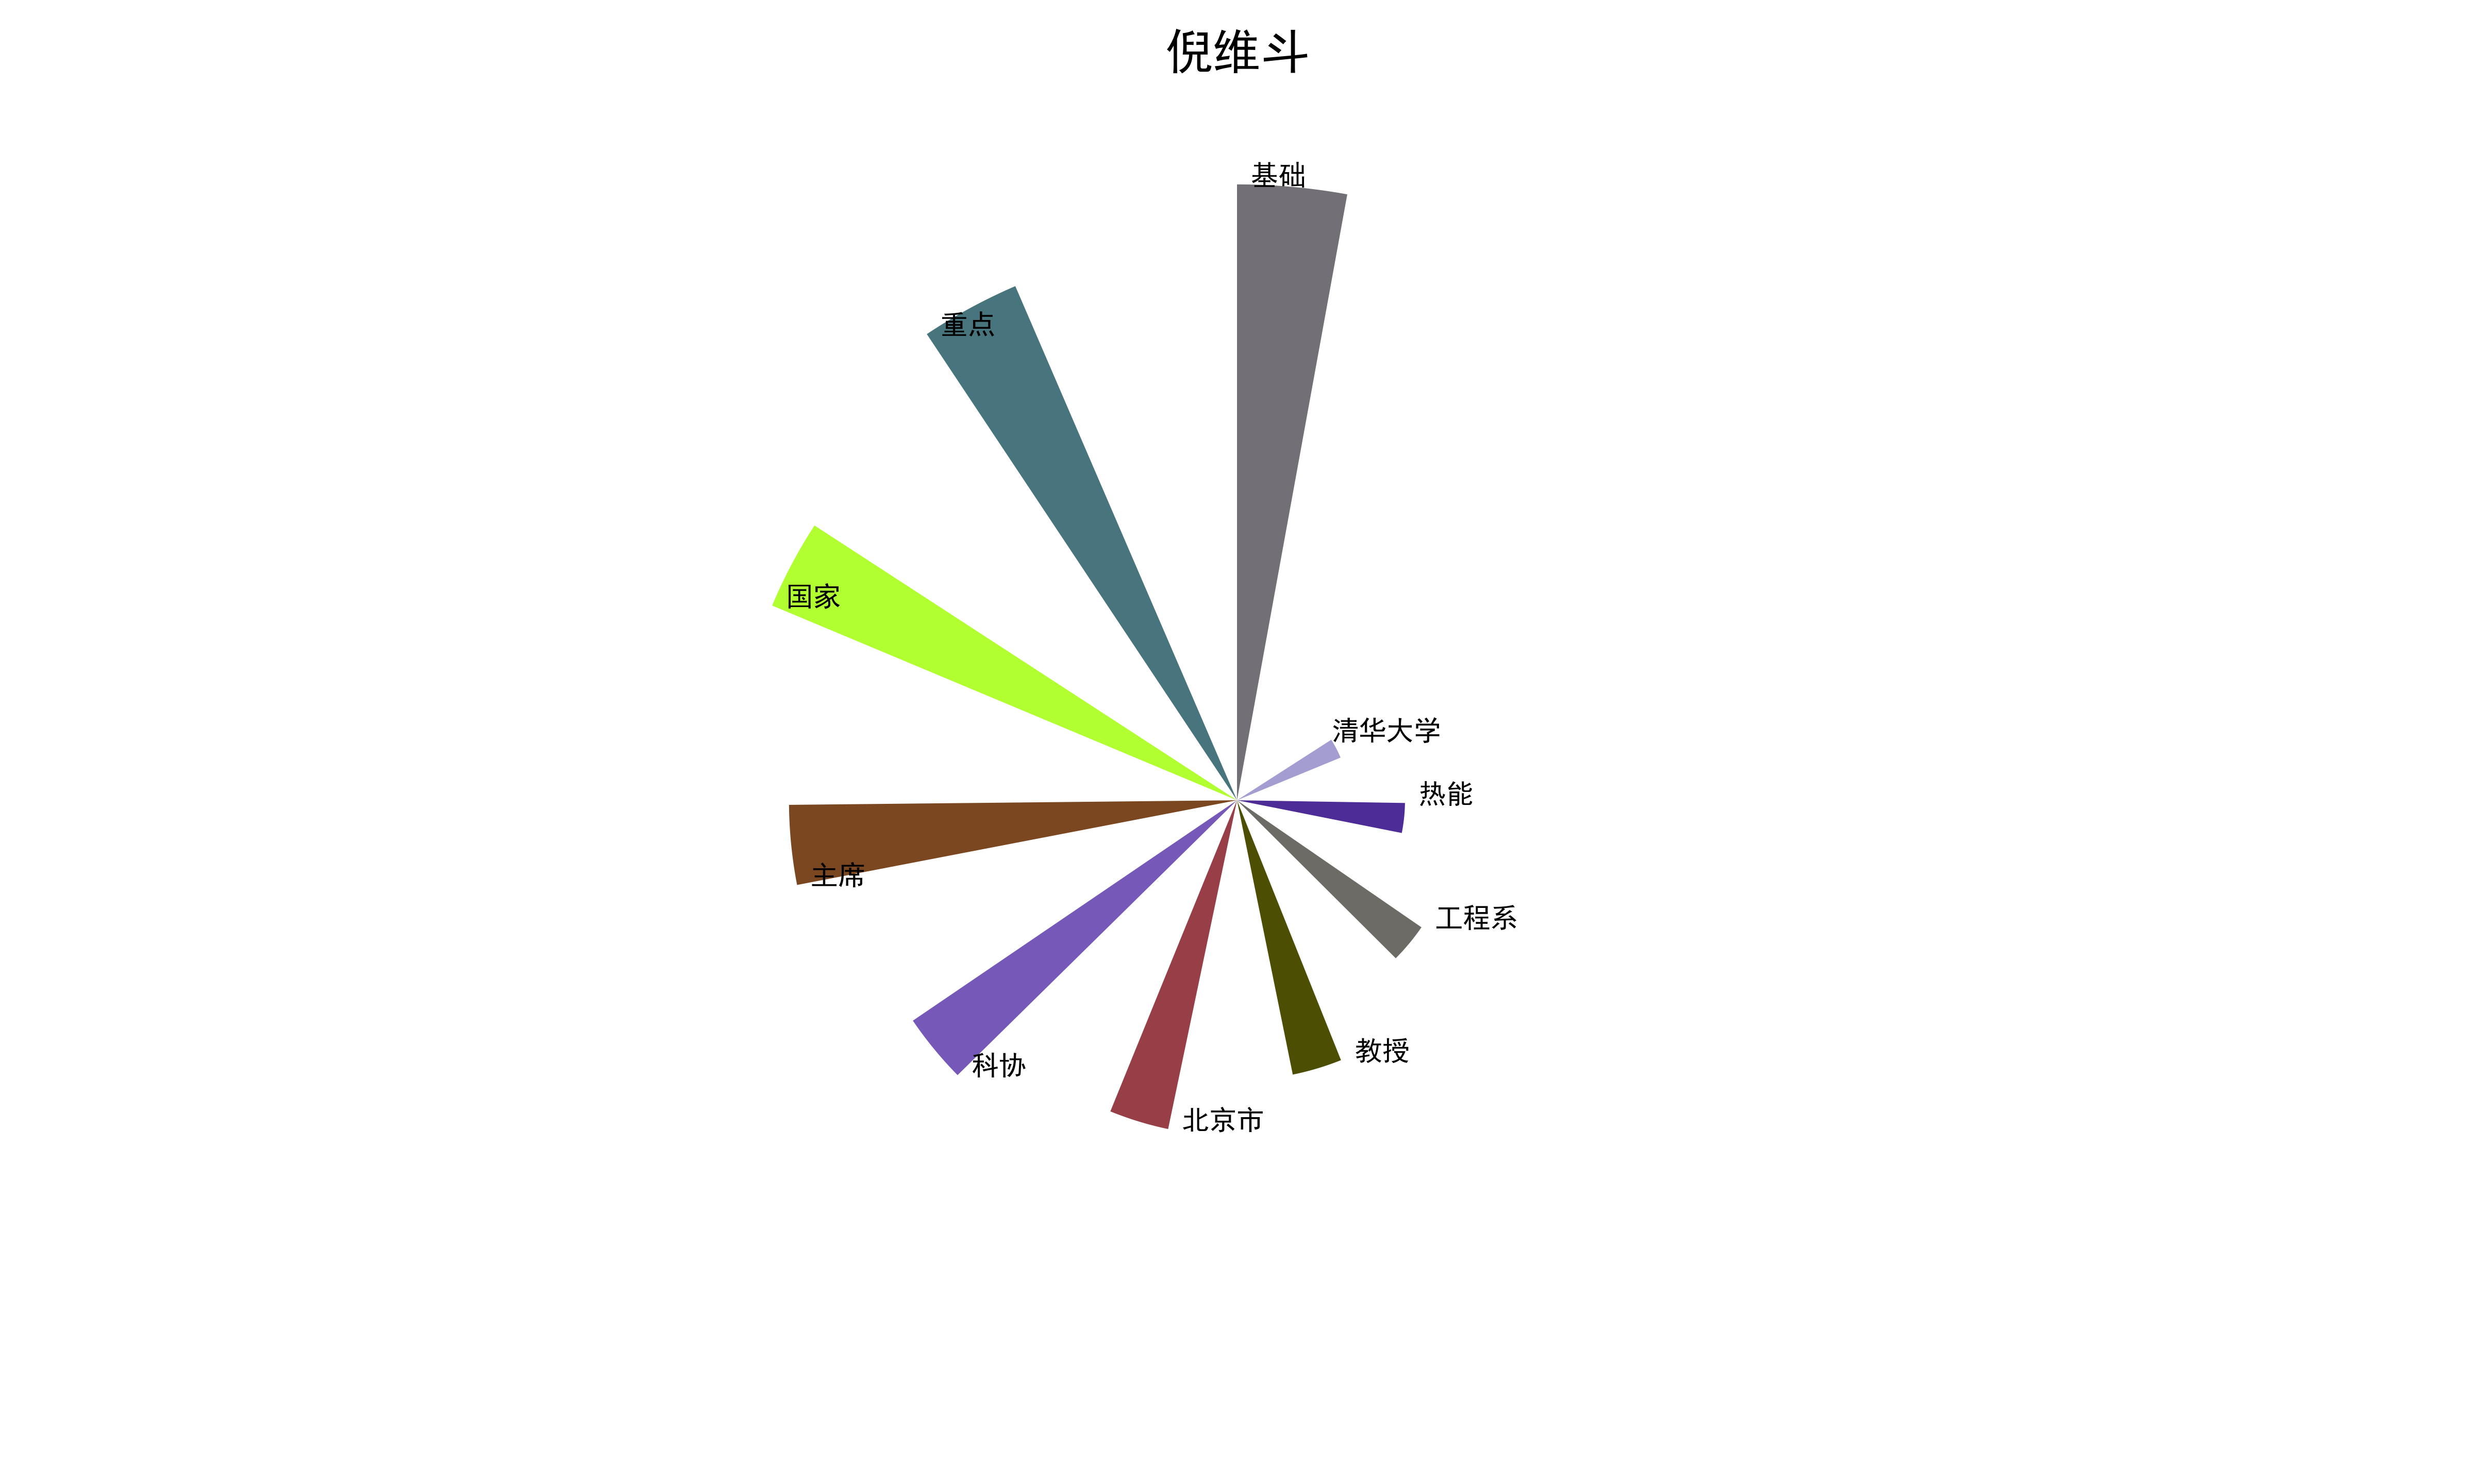 倪维斗
基础
重点
国家
清华大学
热能
主席
工程系
教授
科协
北京市